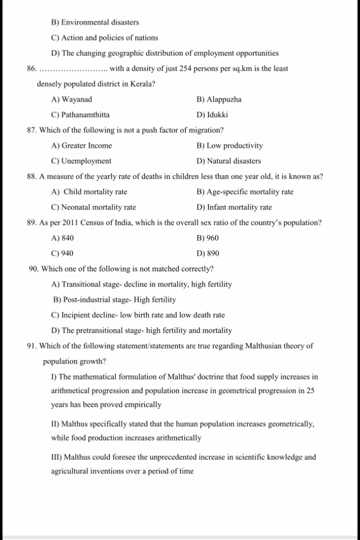 B) Environmental disasters
C) Action and policies of nations
D) The changing geographic distribution of employment opportunities
86. …………………….. with a density of just 254 persons per sq.km is the least
densely populated district in Kerala?
A) Wayanad B) Alappuzha
C) Pathanamthitta D) Idukki
87. Which of the following is not a push factor of migration?
A) Greater Income B) Low productivity
C) Unemployment D) Natural disasters
88. A measure of the yearly rate of deaths in children less than one year old, it is known as?
A) Child mortality rate B) Age-specific mortality rate
C) Neonatal mortality rate D) Infant mortality rate
89. As per 2011 Census of India, which is the overall sex ratio of the country's population?
A) 840 B) 960
C) 940 D) 890
90. Which one of the following is not matched correctly?
A) Transitional stage- decline in mortality, high fertility
B) Post-industrial stage- High fertility
C) Incipient decline- low birth rate and low death rate
D) The pretransitional stage- high fertility and mortality
91. Which of the following statement/statements are true regarding Malthusian theory of
population growth?
I) The mathematical formulation of Malthus' doctrine that food supply increases in
arithmetical progression and population increase in geometrical progression in 25
years has been proved empirically
II) Malthus specifically stated that the human population increases geometrically,
while food production increases arithmetically
III) Malthus could foresee the unprecedented increase in scientific knowledge and
agricultural inventions over a period of time